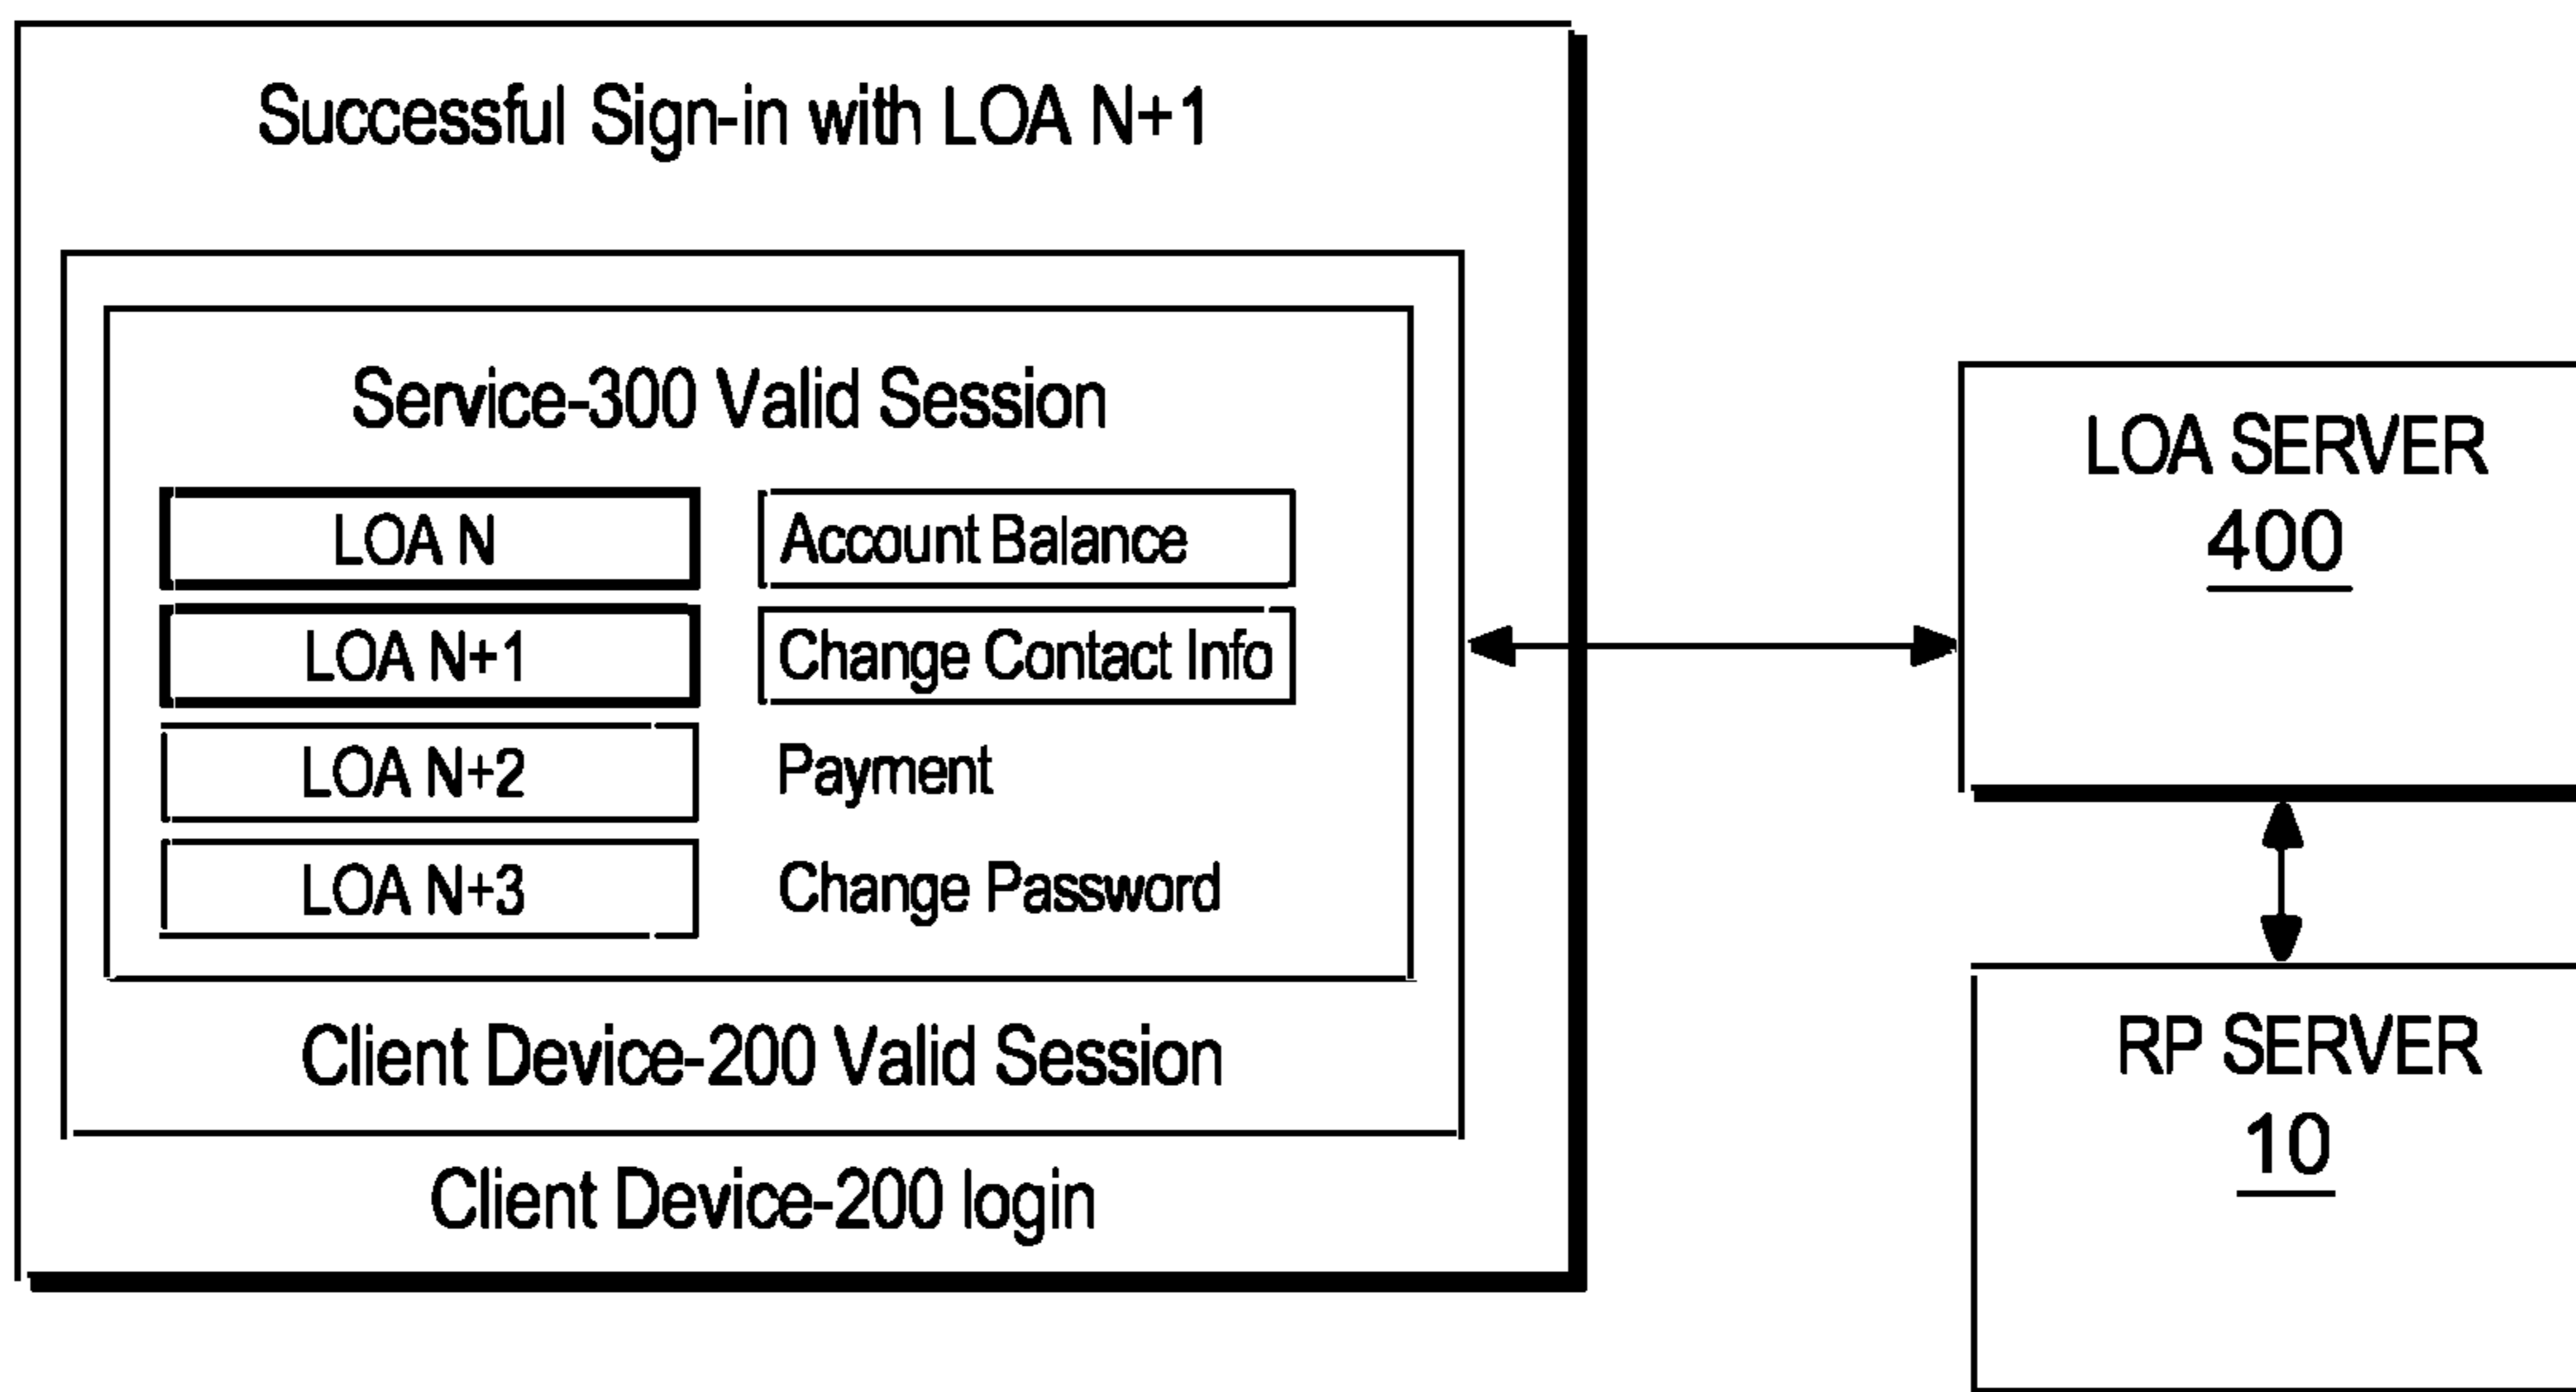 Successful Sign-in with LOA N+1
Service-300 Valid Session
LOA N
Account Balance
LOA N+1
Change Contact Info
LOA N+2
Payment
LOA N+3
Change Password
Client Device-200 Valid Session
Client Device-200 login
LOA SERVER
400
RP SERVER
10